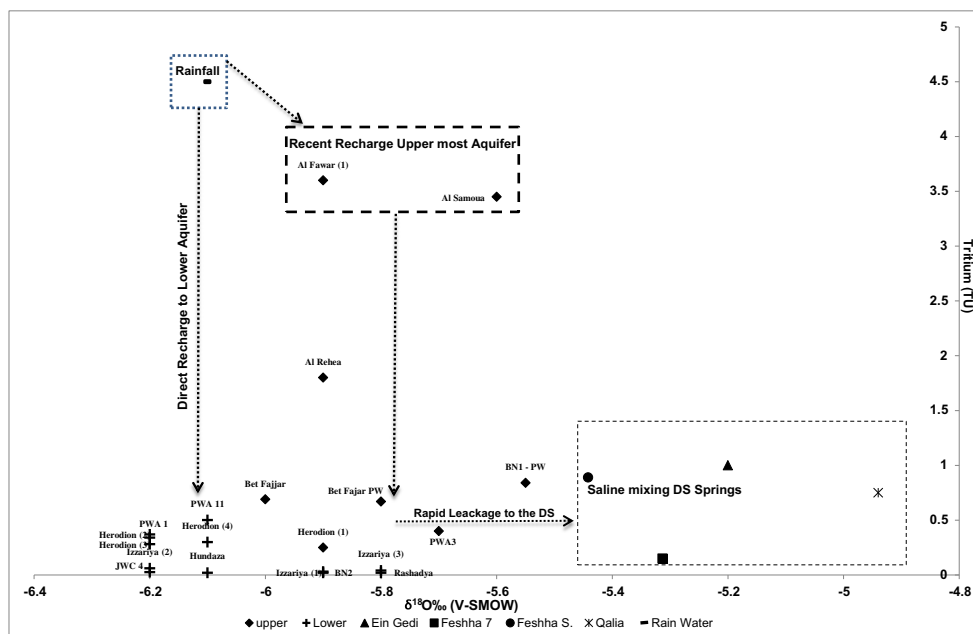 5
Rainfall
4.5
Recent Recharge Upper most Aquifer
4
Al Fawar (1)
Al Samoua
3.5
3
Tritium (TU)
2.5
Direct Recharge to Lower Aquifer
2
Al Rehea
1.5
BN1 - PW
1
Bet Fajjar
Bet Fajar PW
Saline mixing DS Springs
PWA 11
Rapid Leackage to the DS
0.5
PWA 1
Herodion (4)
Herodion (2)
Herodion (1)
PWA3
Herodion (3)
Izzariya (2)
Hundaza
Izzariya (3)
JWC 4
Izzariya (1)
BN2
Rashadya
0
-6.4
-6.2
-6
-5.8
-5.6
-5.4
-5.2
-5
-4.8
δ¹⁸O‰ (V-SMOW)
upper
Lower
Ein Gedi
Feshha 7
Feshha S.
Qalia
Rain Water